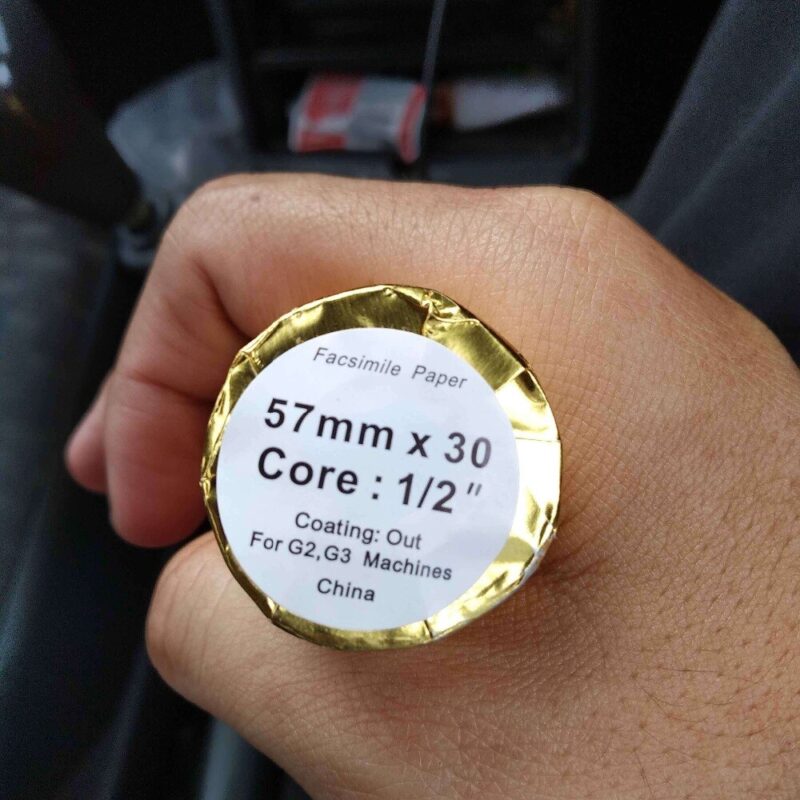 Facsimile Paper
57mm x 30
Core : 1/2"
Coating: Out
For G2,G3 Machines
China